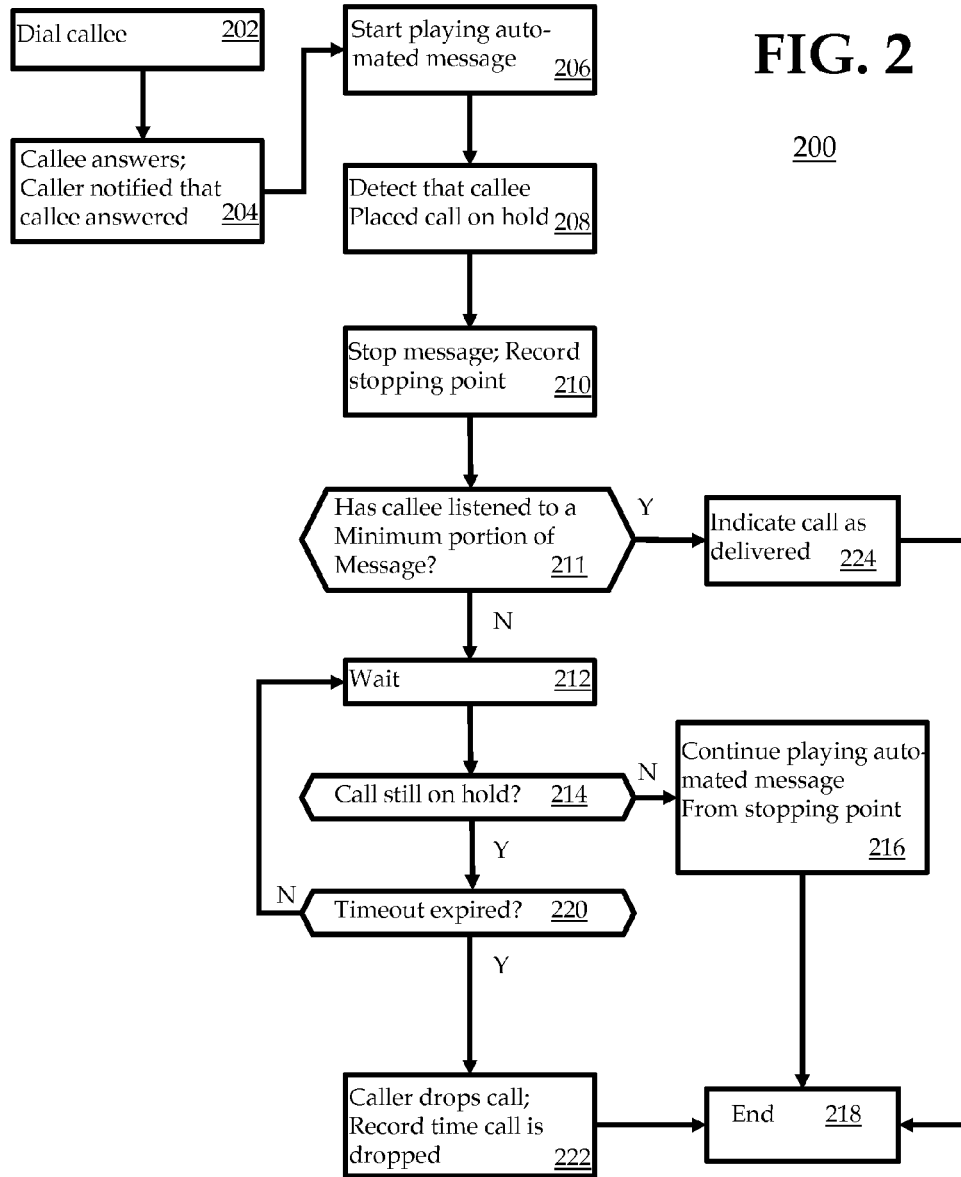 Dial callee 202
Start playing auto-
mated message 206
FIG. 2
200
Callee answers;
Caller notified that
callee answered 204
Detect that callee
Placed call on hold 208
Stop message; Record
stopping point 210
Has callee listened to a
Minimum portion of
Message? 211
Y
Indicate call as
delivered 224
N
Wait 212
Call still on hold? 214
N
Continue playing auto-
mated message
From stopping point
216
Y
N
Timeout expired? 220
Y
Caller drops call;
Record time call is
dropped 222
End 218